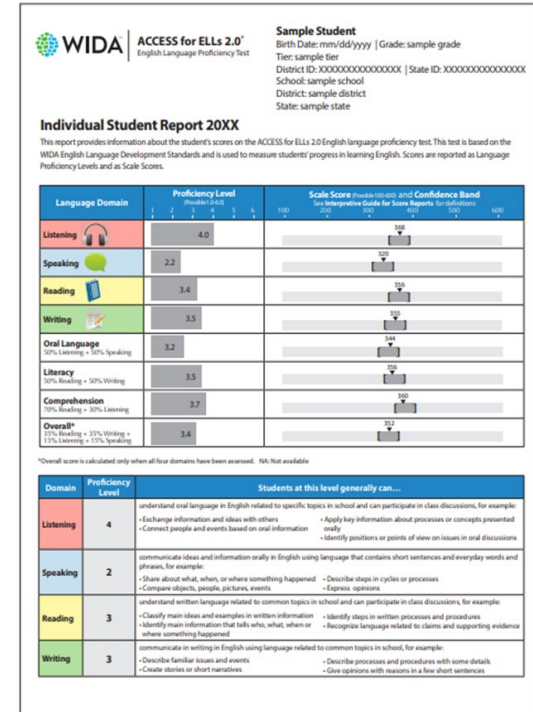 WIDA
ACCESS for ELLs 2.0
English Language Proficiency Test
Sample Student
Birth Date: mm/dd/yyyy | Grade: sample grade
Tier: sample tier
District ID: XXXXXXXXXXXXXXX | State ID: XXXXXXXXXXXXXXX
School: sample school
District: sample district
State: sample state
Individual Student Report 20XX
This report provides information about the student's scores on the ACCESS for ELLs 2.0 English language proficiency test. This test is based on the
WIDA English Language Development Standards and is used to measure students' progress in learning English. Scores are reported as Language
Proficiency Levels and as Scale Scores.
Language Domain
Proficiency Level
(Possible 1.0-6.0)
1 2 3 4 5 6
Scale Score (Possible 100-600) and Confidence Band
See Interpretive Guide for Score Reports for definitions
100 200 300 400 500 600
Listening 4.0 368
Speaking 2.2 320
Reading 3.4 356
Writing 3.5 355
Oral Language 3.2 344
50% Listening + 50% Speaking
Literacy 3.5 356
50% Reading + 50% Writing
Comprehension 3.7 360
70% Reading + 30% Listening
Overall* 3.4 352
35% Reading + 35% Writing +
15% Listening + 15% Speaking
*Overall score is calculated only when all four domains have been assessed. NA: Not available
Domain
Proficiency
Level
Students at this level generally can…
Listening
4
understand oral language in English related to specific topics in school and can participate in class discussions, for example:
• Exchange information and ideas with others
• Connect people and events based on oral information
• Apply key information about processes or concepts presented
orally
• Identify positions or points of view on issues in oral discussions
Speaking
2
communicate ideas and information orally in English using language that contains short sentences and everyday words and
phrases, for example:
• Share about what, when, or where something happened
• Compare objects, people, pictures, events
• Describe steps in cycles or processes
• Express opinions
Reading
3
understand written language related to common topics in school and can participate in class discussions, for example:
• Classify main ideas and examples in written information
• Identify main information that tells who, what, when or
where something happened
• Identify steps in written processes and procedures
• Recognize language related to claims and supporting evidence
Writing
3
communicate in writing in English using language related to common topics in school, for example:
• Describe familiar issues and events
• Create stories or short narratives
• Describe processes and procedures with some details
• Give opinions with reasons in a few short sentences